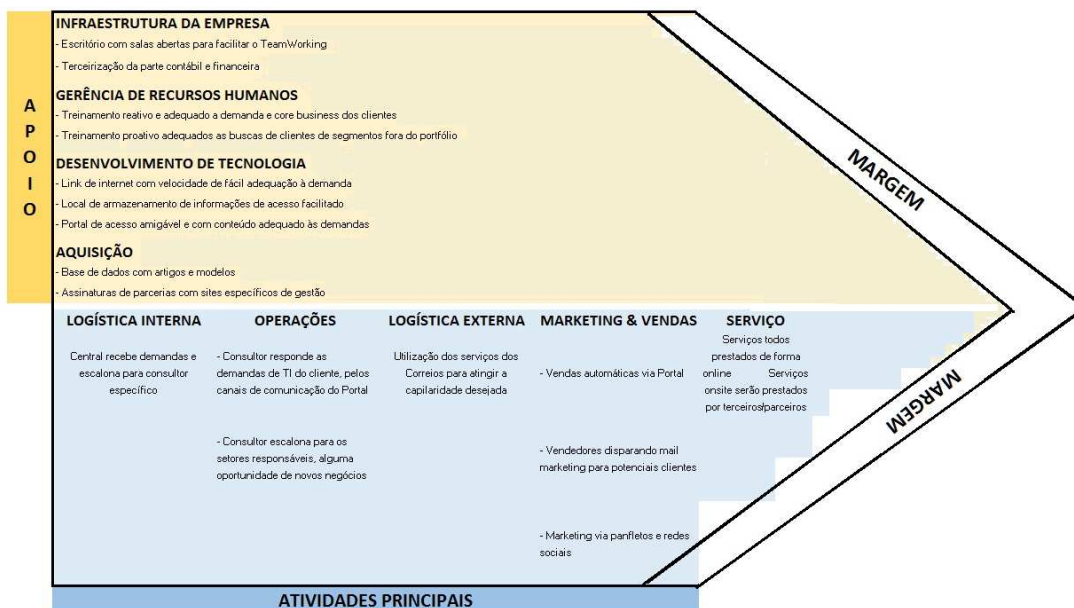 APOIO
INFRAESTRUTURA DA EMPRESA
- Escritório com salas abertas para facilitar o TeamWorking
- Terceirização da parte contábil e financeira
GERÊNCIA DE RECURSOS HUMANOS
- Treinamento reativo e adequado a demanda e core business dos clientes
- Treinamento proativo adequados as buscas de clientes de segmentos fora do portfólio
DESENVOLVIMENTO DE TECNOLOGIA
- Link de internet com velocidade de fácil adequação à demanda
- Local de armazenamento de informações de acesso facilitado
- Portal de acesso amigável e com conteúdo adequado às demandas
AQUISIÇÃO
- Base de dados com artigos e modelos
- Assinaturas de parcerias com sites específicos de gestão
MARGEM
LOGÍSTICA INTERNA
Central recebe demandas e
escalona para consultor
específico
OPERAÇÕES
- Consultor responde as
demandas de TI do cliente, pelos
canais de comunicação do Portal
- Consultor escalona para os
setores responsáveis, alguma
oportunidade de novos negócios
LOGÍSTICA EXTERNA
Utilização dos serviços dos
Correios para atingir a
capilaridade desejada
MARKETING & VENDAS
- Vendas automáticas via Portal
- Vendedores disparando mail
marketing para potenciais clientes
- Marketing via panfletos e redes
sociais
SERVIÇO
Serviços todos
prestados de forma
online Serviços
onsite serão prestados
por terceiros/parceiros
MARGEM
ATIVIDADES PRINCIPAIS